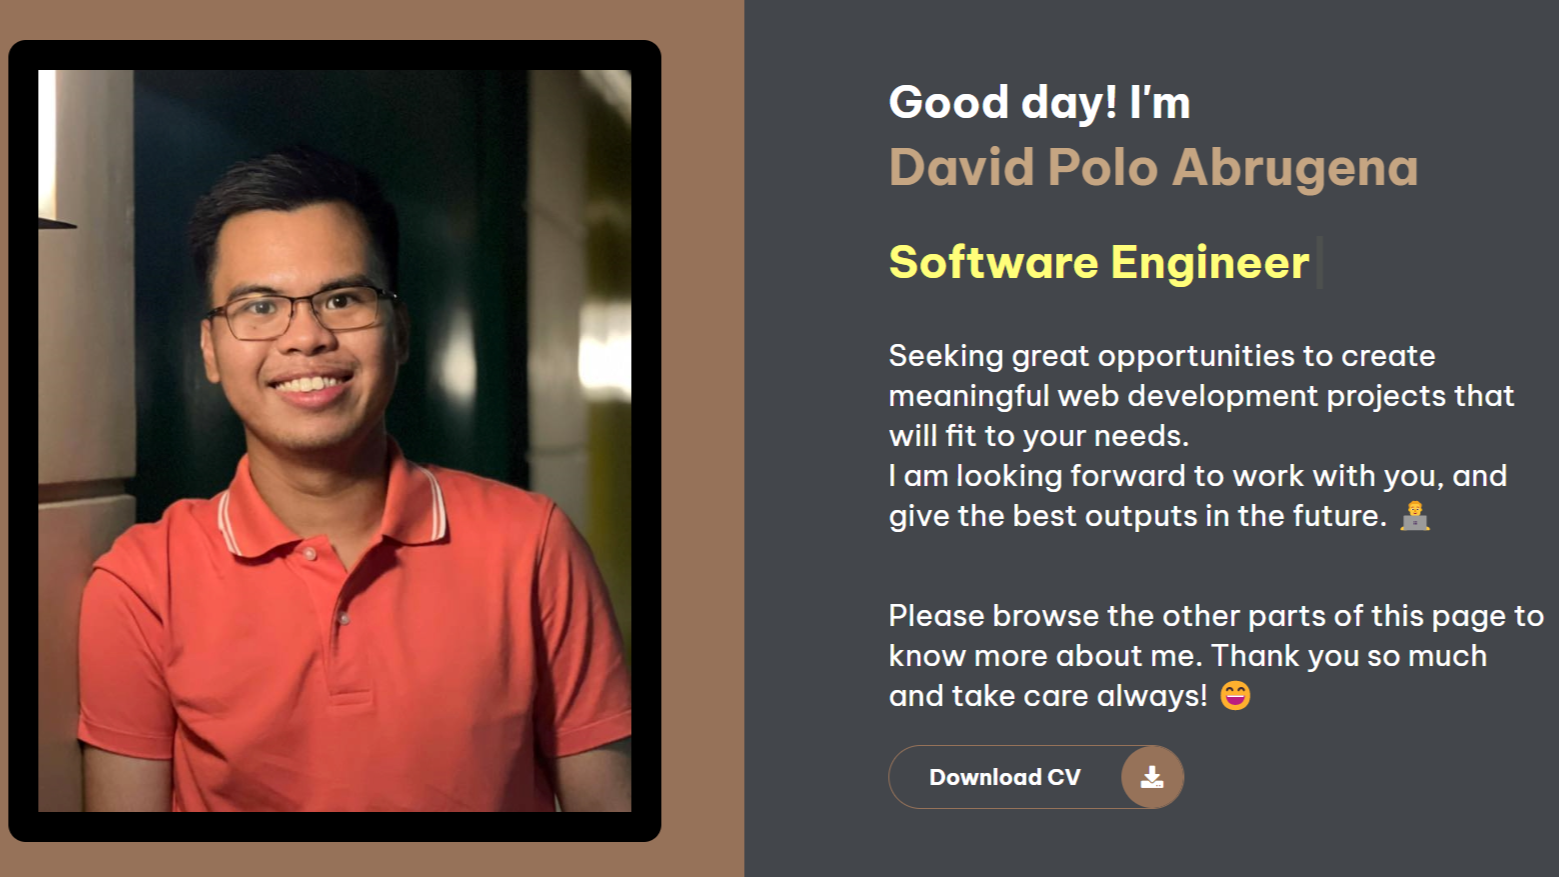 Good day! I'm
David Polo Abrugena
Software Engineer
Seeking great opportunities to create
meaningful web development projects that
will fit to your needs.
I am looking forward to work with you, and
give the best outputs in the future. 👨‍💻
Please browse the other parts of this page to
know more about me. Thank you so much
and take care always! 😄
Download CV